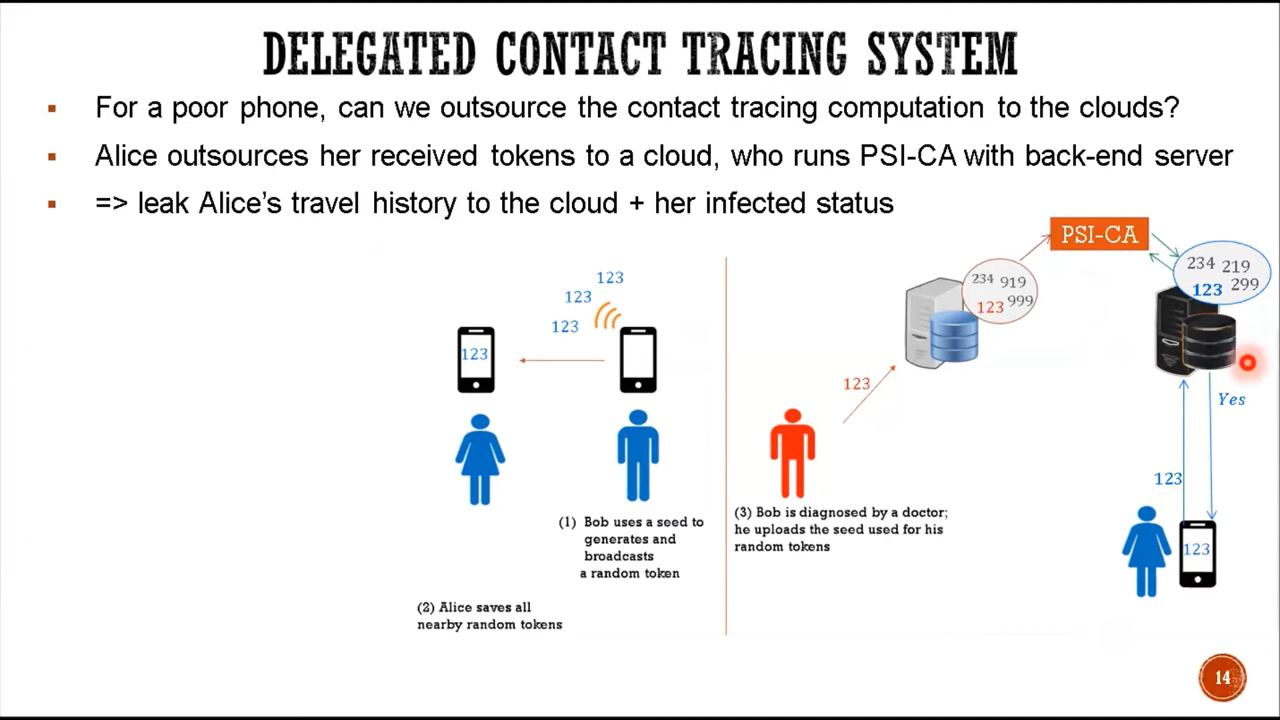 DELEGATED CONTACT TRACING SYSTEM
For a poor phone, can we outsource the contact tracing computation to the clouds?
Alice outsources her received tokens to a cloud, who runs PSI-CA with back-end server
=> leak Alice's travel history to the cloud + her infected status
PSI-CA
234 219
123 299
234 919
123 999
123
123
123
123
123
Yes
123
123
(1) Bob uses a seed to
generates and
broadcasts
a random token
(2) Alice saves all
nearby random tokens
(3) Bob is diagnosed by a doctor;
he uploads the seed used for his
random tokens
14